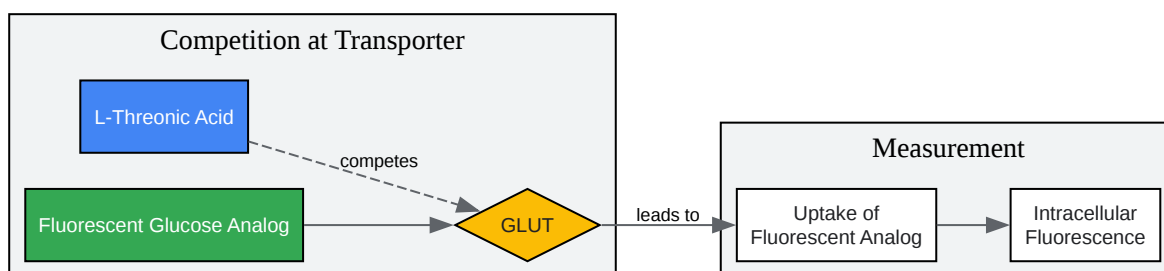 Competition at Transporter
L-Threonic Acid
competes
Fluorescent Glucose Analog
GLUT
leads to
Measurement
Uptake of
Fluorescent Analog
Intracellular
Fluorescence